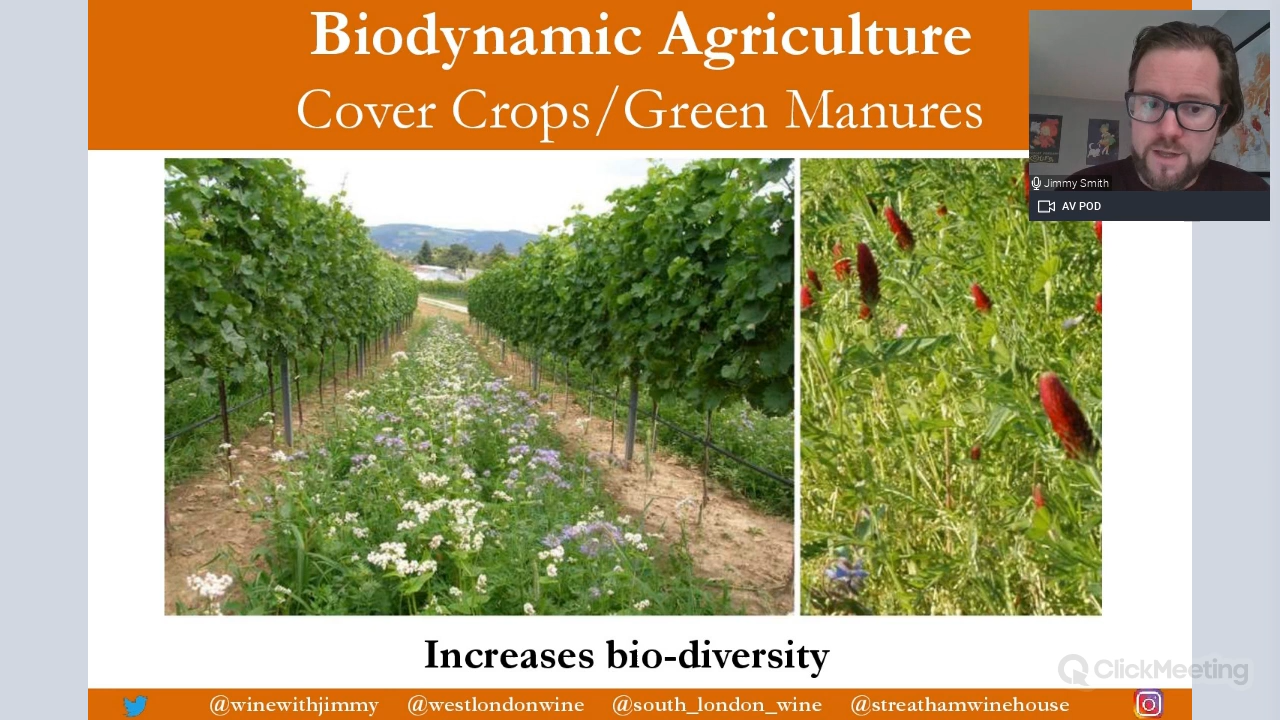 Biodynamic Agriculture
Cover Crops/Green Manures
Jimmy Smith
AV POD
Increases bio-diversity
ClickMeeting
@winewithjimmy @westlondonwine @south_london_wine @streathamwinehouse